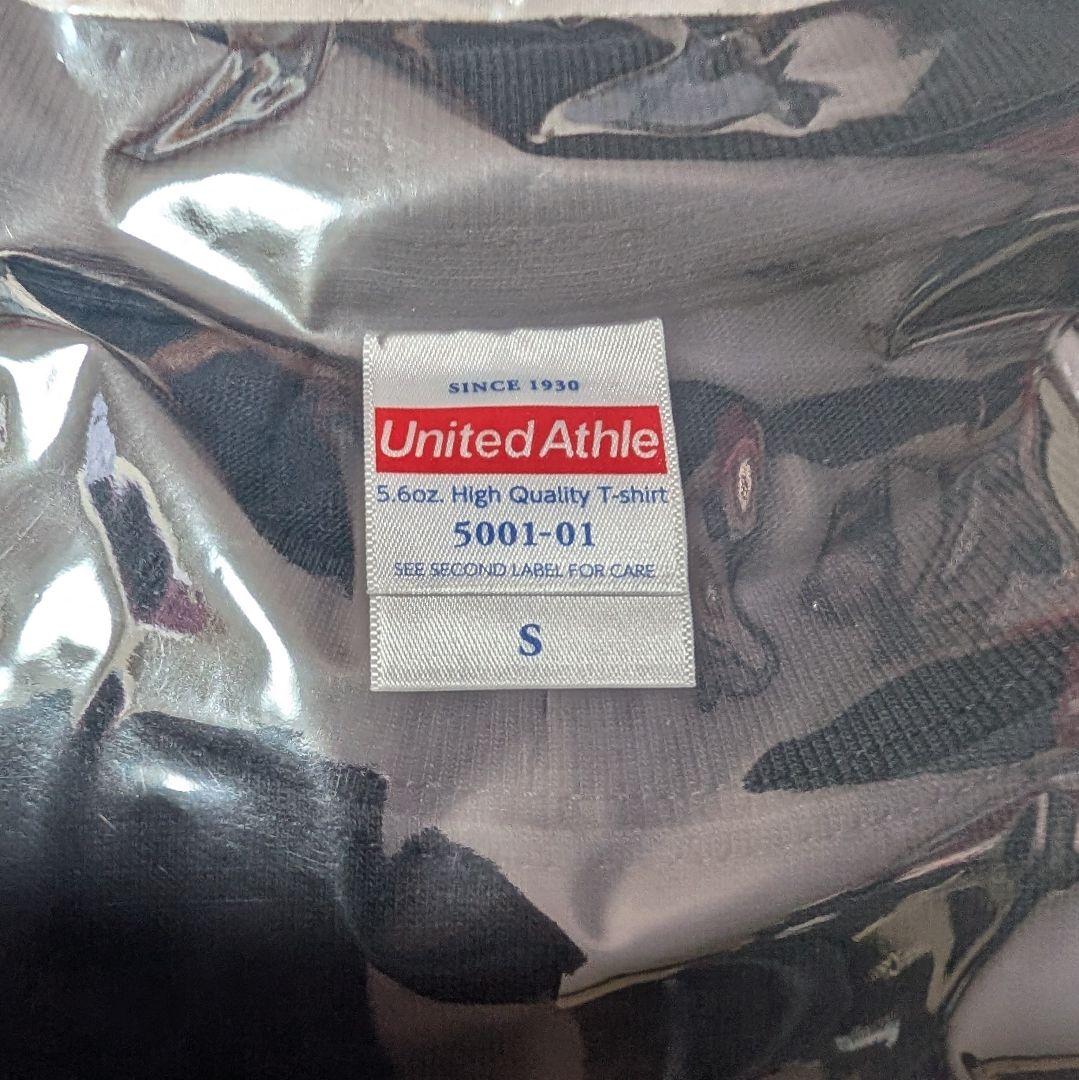 SINCE 1930
United Athle
5.6oz. High Quality T-shirt
5001-01
SEE SECOND LABEL FOR CARE
S